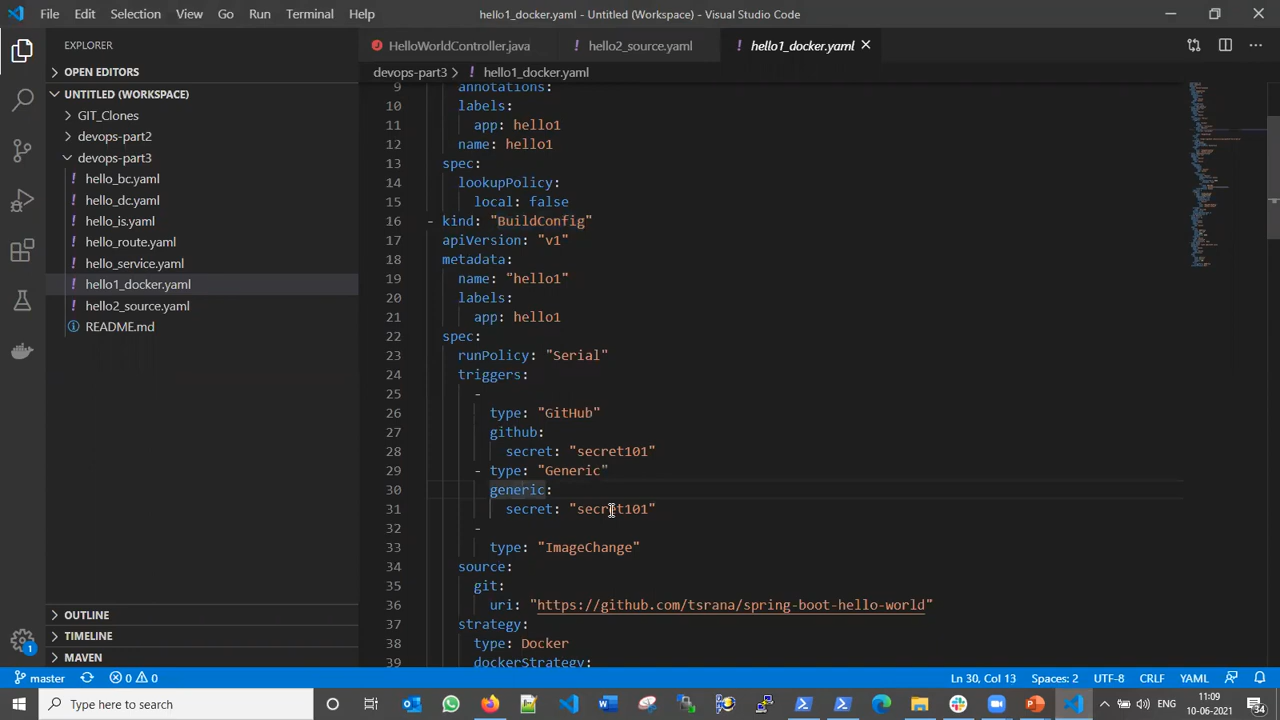 File Edit Selection View Go Run Terminal Help
hello1_docker.yaml - Untitled (Workspace) - Visual Studio Code
EXPLORER
OPEN EDITORS
UNTITLED (WORKSPACE)
GIT_Clones
devops-part2
devops-part3
! hello_bc.yaml
! hello_dc.yaml
! hello_is.yaml
! hello_route.yaml
! hello_service.yaml
! hello1_docker.yaml
! hello2_source.yaml
README.md
OUTLINE
TIMELINE
MAVEN
HelloWorldController.java
! hello2_source.yaml
! hello1_docker.yaml
devops-part3 > ! hello1_docker.yaml
9 annotations:
10 labels:
11 app: hello1
12 name: hello1
13 spec:
14 lookupPolicy:
15 local: false
16 - kind: "BuildConfig"
17 apiVersion: "v1"
18 metadata:
19 name: "hello1"
20 labels:
21 app: hello1
22 spec:
23 runPolicy: "Serial"
24 triggers:
25 -
26 type: "GitHub"
27 github:
28 secret: "secret101"
29 - type: "Generic"
30 generic:
31 secret: "secret101"
32 -
33 type: "ImageChange"
34 source:
35 git:
36 uri: "https://github.com/tsrana/spring-boot-hello-world"
37 strategy:
38 type: Docker
39 dockerStrategy:
1
master 0 0 Ln 30, Col 13 Spaces: 2 UTF-8 CRLF YAML
Type here to search
11:09
10-06-2021
34